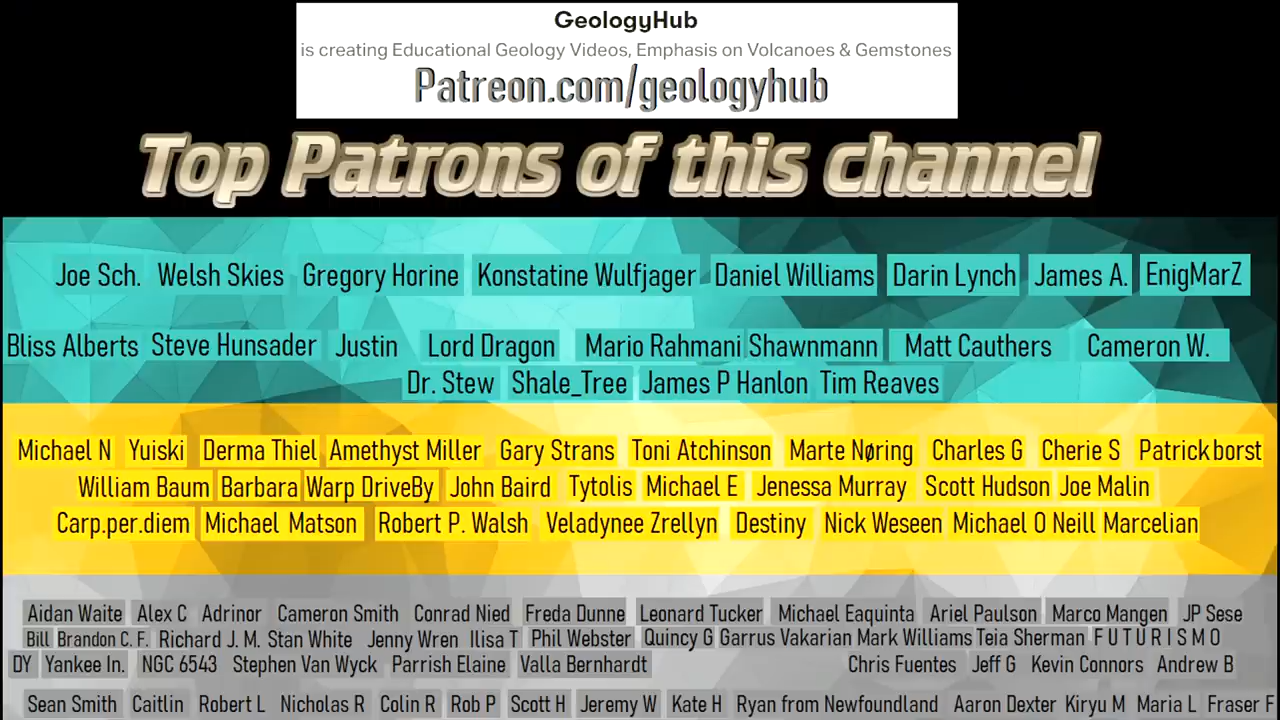 GeologyHub
is creating Educational Geology Videos, Emphasis on Volcanoes & Gemstones
Patreon.com/geologyhub
Top Patrons of this channel
Joe Sch. Welsh Skies Gregory Horine Konstatine Wulfjager Daniel Williams Darin Lynch James A. EnigMarZ
Bliss Alberts Steve Hunsader Justin Lord Dragon Mario Rahmani Shawnmann Matt Cauthers Cameron W.
Dr. Stew Shale_Tree James P Hanlon Tim Reaves
Michael N Yuiski Derma Thiel Amethyst Miller Gary Strans Toni Atchinson Marte Nøring Charles G Cherie S Patrick borst
William Baum Barbara Warp DriveBy John Baird Tytolis Michael E Jenessa Murray Scott Hudson Joe Malin
Carp.per.diem Michael Matson Robert P. Walsh Veladynee Zrellyn Destiny Nick Weseen Michael O Neill Marcelian
Aidan Waite Alex C Adrinor Cameron Smith Conrad Nied Freda Dunne Leonard Tucker Michael Eaquinta Ariel Paulson Marco Mangen JP Sese
Bill Brandon C. F. Richard J. M. Stan White Jenny Wren Ilisa T Phil Webster Quincy G Garrus Vakarian Mark Williams Teia Sherman F U T U R I S M O
DY Yankee In. NGC 6543 Stephen Van Wyck Parrish Elaine Valla Bernhardt Chris Fuentes Jeff G Kevin Connors Andrew B
Sean Smith Caitlin Robert L Nicholas R Colin R Rob P Scott H Jeremy W Kate H Ryan from Newfoundland Aaron Dexter Kiryu M Maria L Fraser F